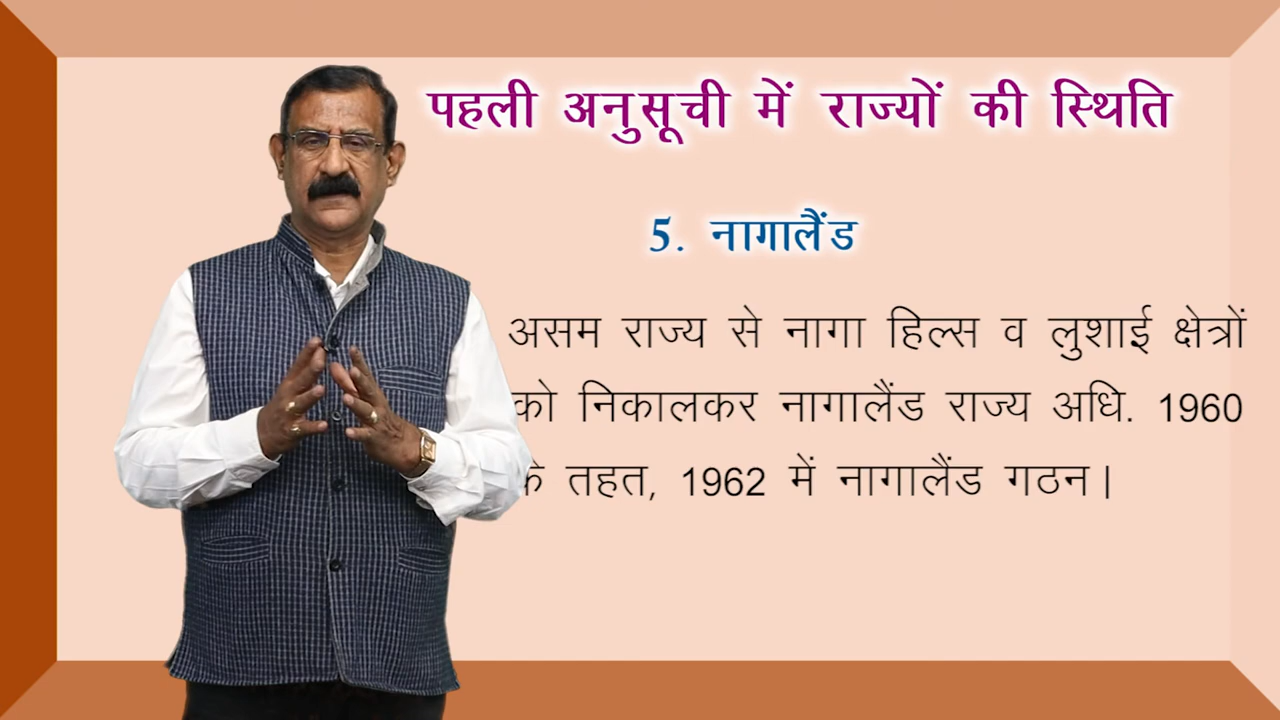 पहली अनुसूची में राज्यों की स्थिति
5. नागालैंड
असम राज्य से नागा हिल्स व लुशाई क्षेत्रों
को निकालकर नागालैंड राज्य अधि. 1960
के तहत, 1962 में नागालैंड गठन।